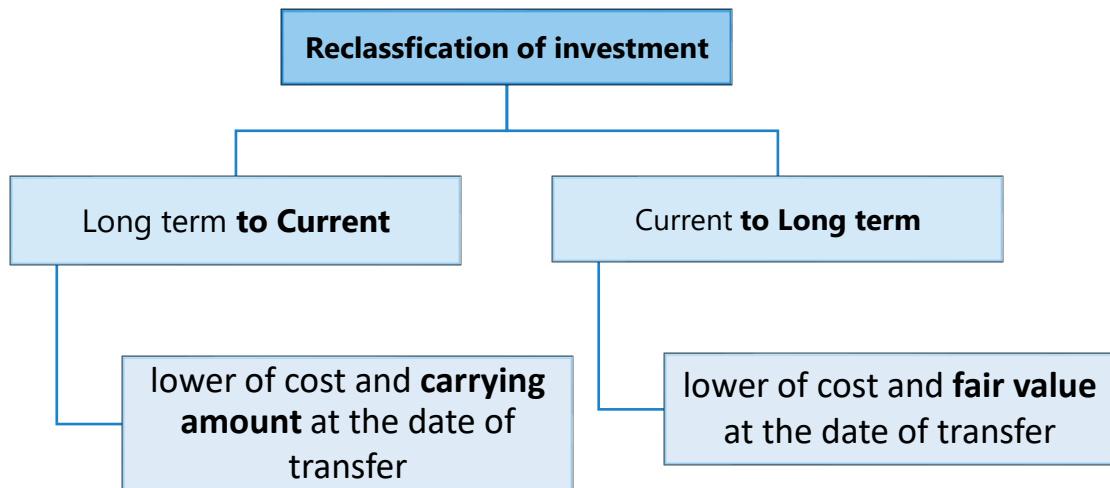 Reclassfication of investment
Long term to Current
Current to Long term
lower of cost and carrying
amount at the date of
transfer
lower of cost and fair value
at the date of transfer